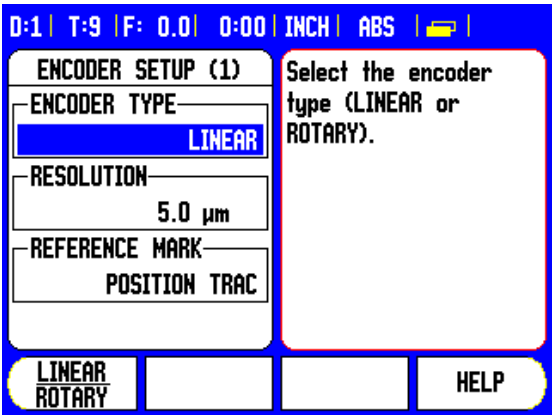 D:1 | T:9 | F: 0.0 | 0:00 | INCH | ABS |
ENCODER SETUP (1)
ENCODER TYPE
LINEAR
RESOLUTION
5.0 µm
REFERENCE MARK
POSITION TRAC
Select the encoder
type (LINEAR or
ROTARY).
LINEAR
ROTARY
HELP